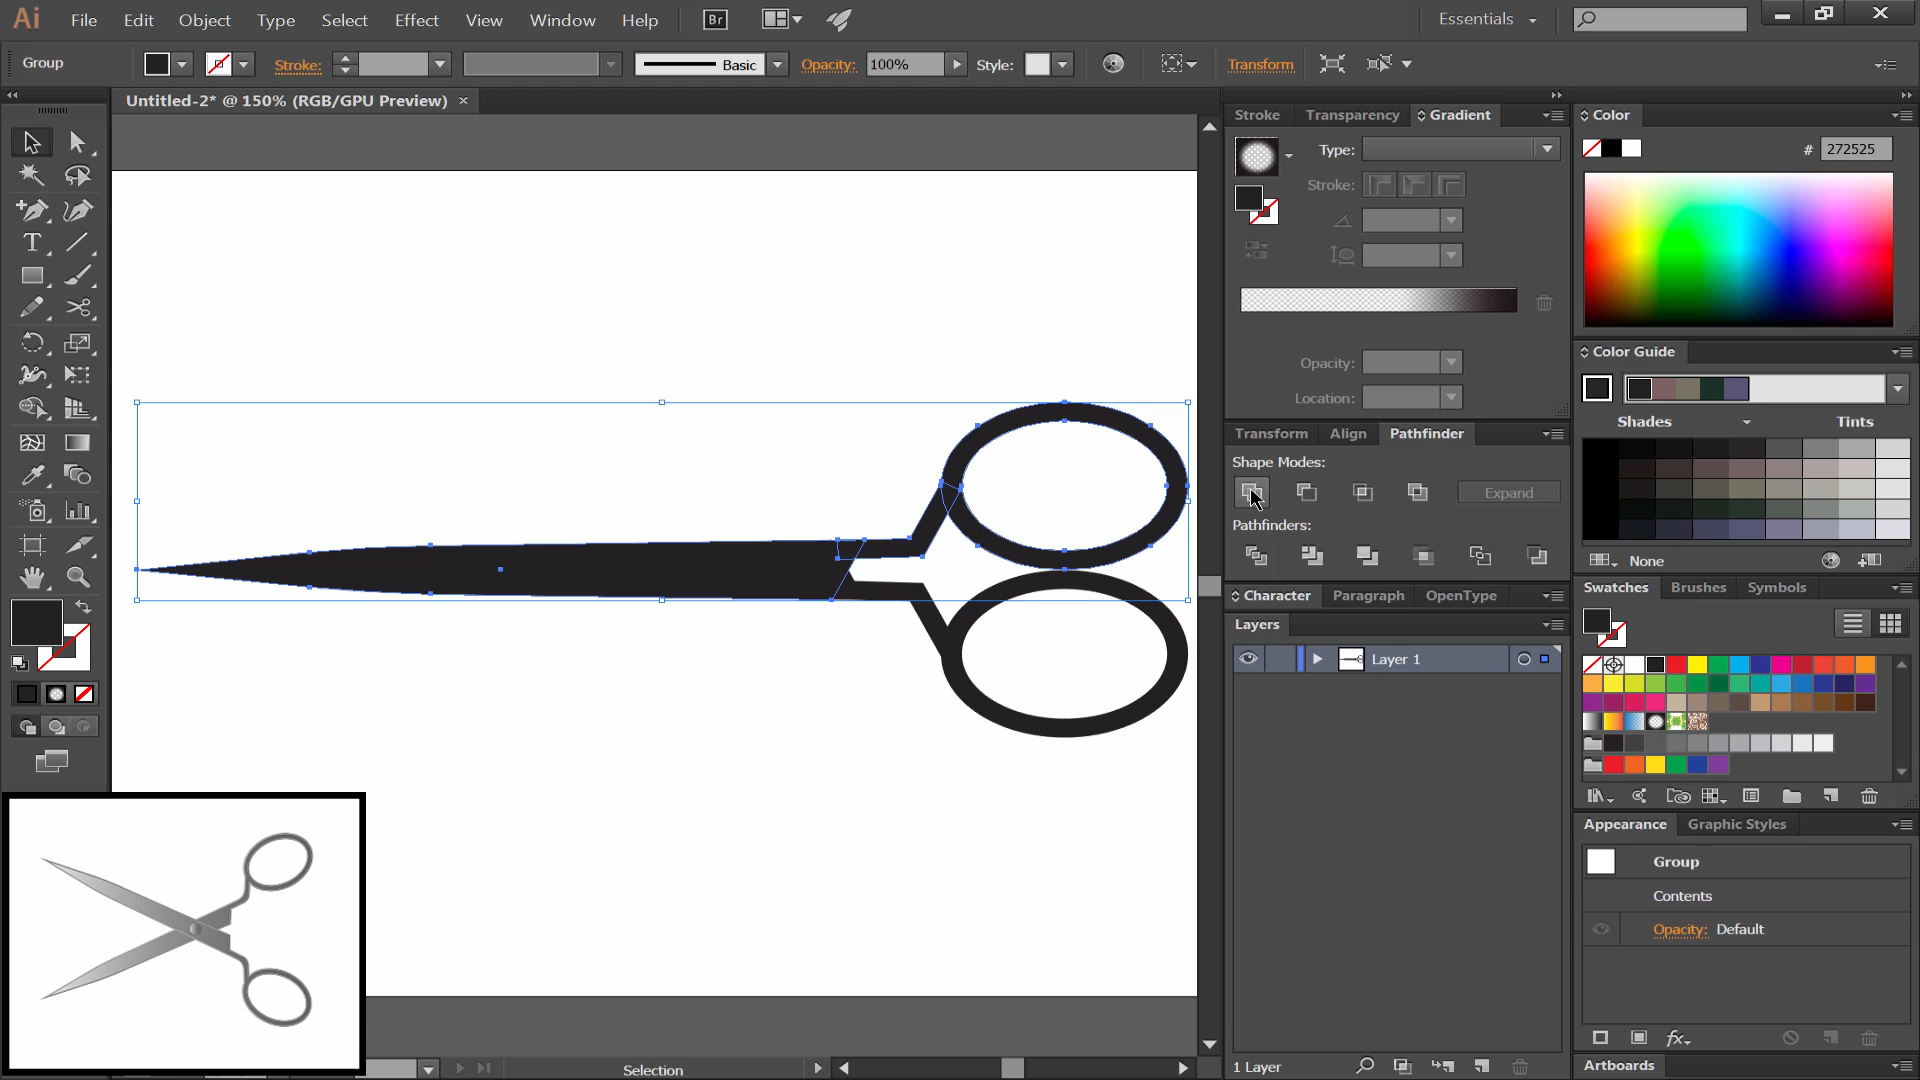 Ai File Edit Object Type Select Effect View Window Help Br Essentials
Group Stroke: Basic Opacity: 100% Style: Transform
Untitled-2* @ 150% (RGB/GPU Preview) ×
Stroke Transparency Gradient
Type:
Stroke:
Opacity:
Location:
Transform Align Pathfinder
Shape Modes:
Expand
Pathfinders:
Character Paragraph OpenType
Layers
Layer 1
1 Layer
Color
# 272525
Color Guide
Shades Tints
None
Swatches Brushes Symbols
Appearance Graphic Styles
Group
Contents
Opacity: Default
Artboards
Selection